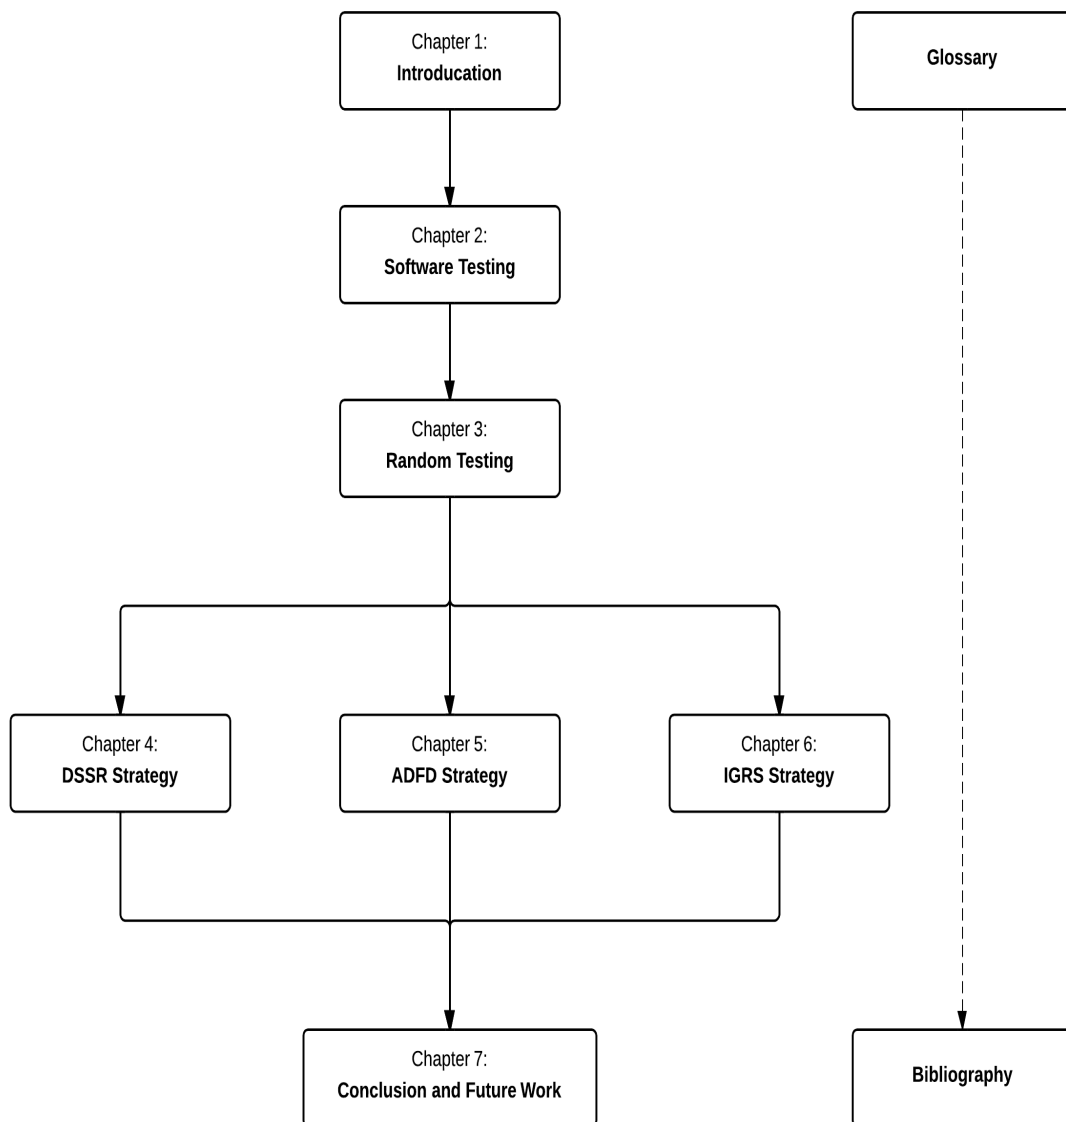 Chapter 1:
Introducation
Glossary
Chapter 2:
Software Testing
Chapter 3:
Random Testing
Chapter 4:
DSSR Strategy
Chapter 5:
ADFD Strategy
Chapter 6:
IGRS Strategy
Chapter 7:
Conclusion and Future Work
Bibliography